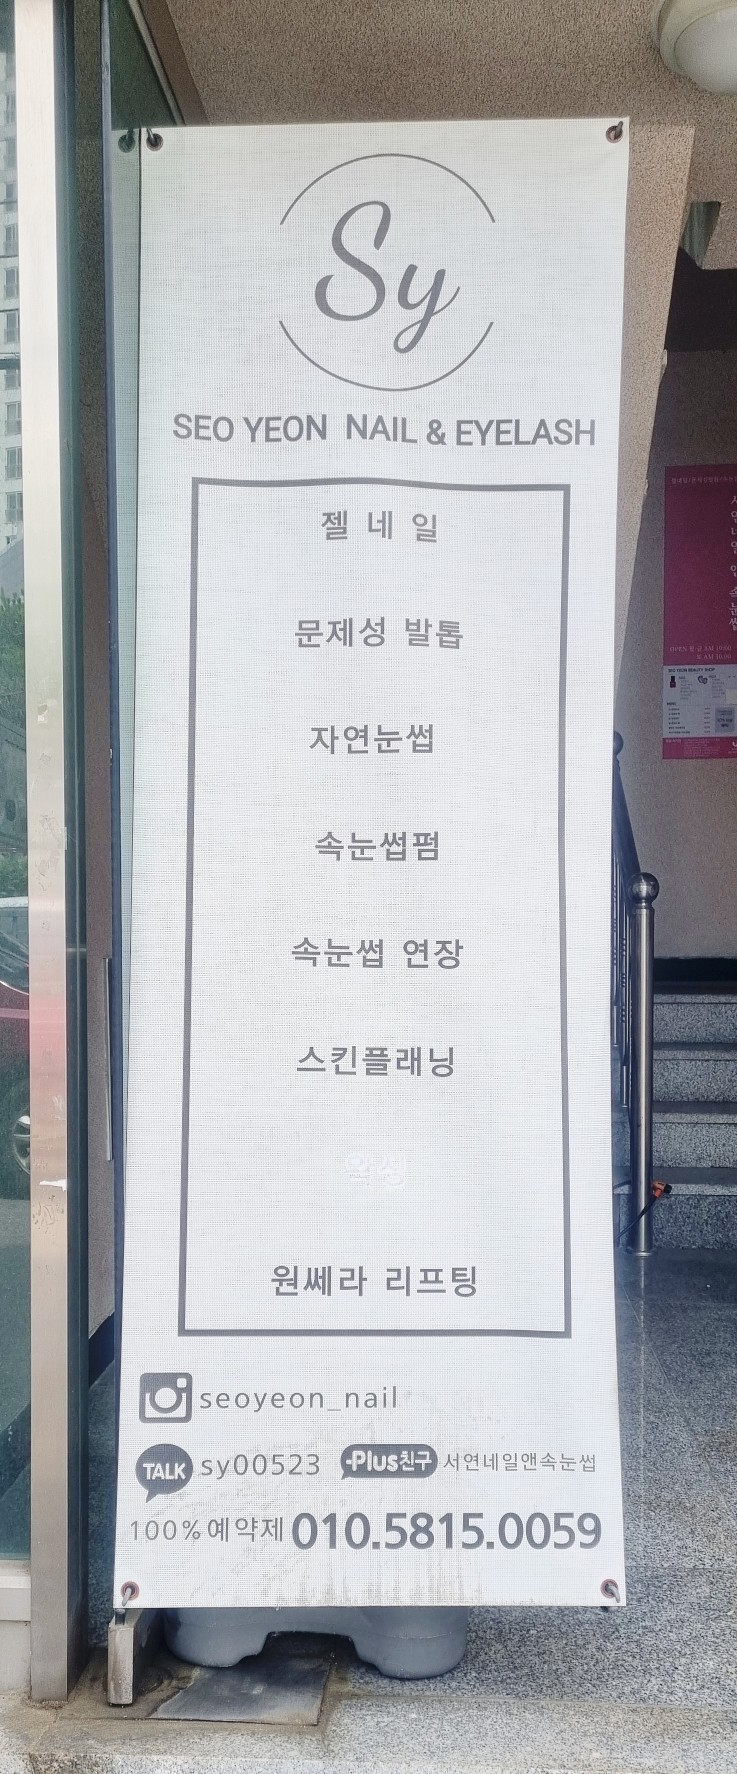 Sy
SEO YEON NAIL & EYELASH
젤 네 일
문제성 발톱
자연눈썹
속눈썹펌
속눈썹 연장
스킨플래닝
원쎄라 리프팅
seoyeon_nail
TALK sy00523 Plus친구 서연네일앤속눈썹
100%예약제 010.5815.0059